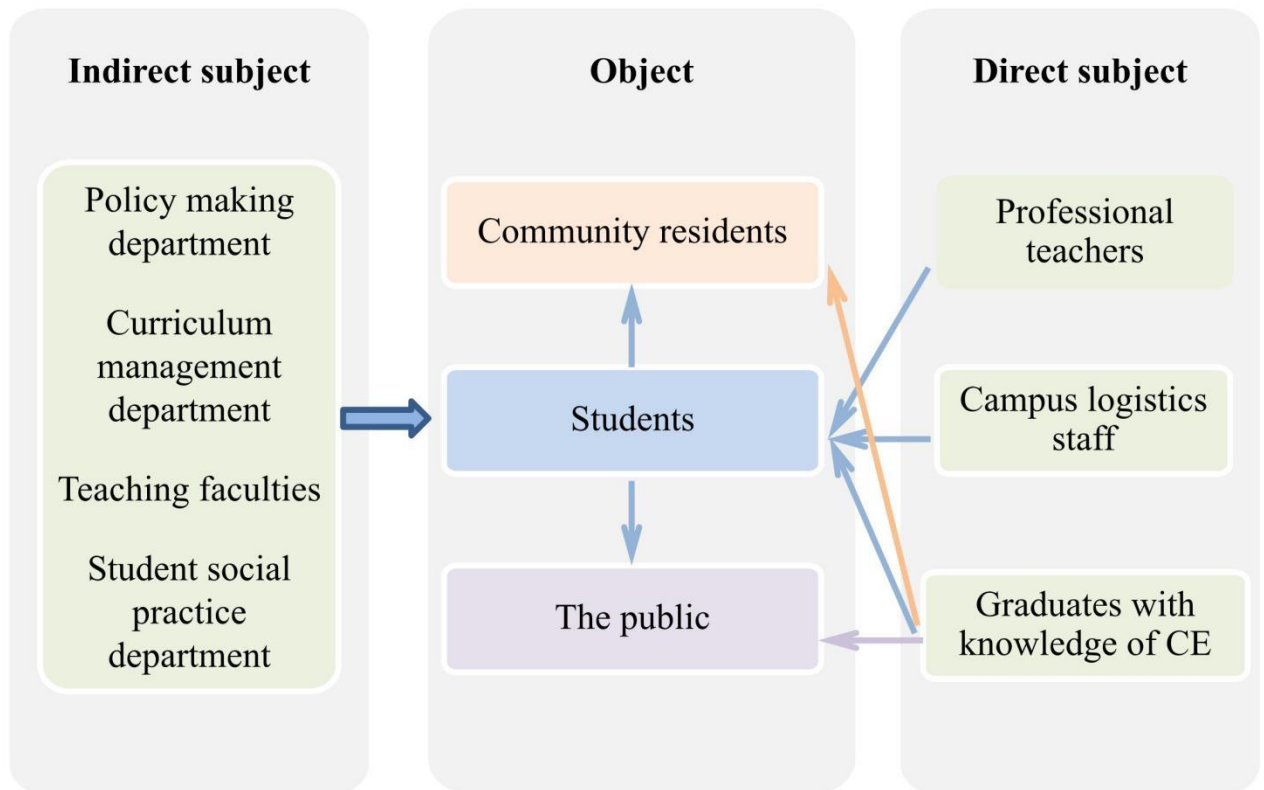 Indirect subject
Policy making
department
Curriculum
management
department
Teaching faculties
Student social
practice
department
Object
Community residents
Students
The public
Direct subject
Professional
teachers
Campus logistics
staff
Graduates with
knowledge of CE